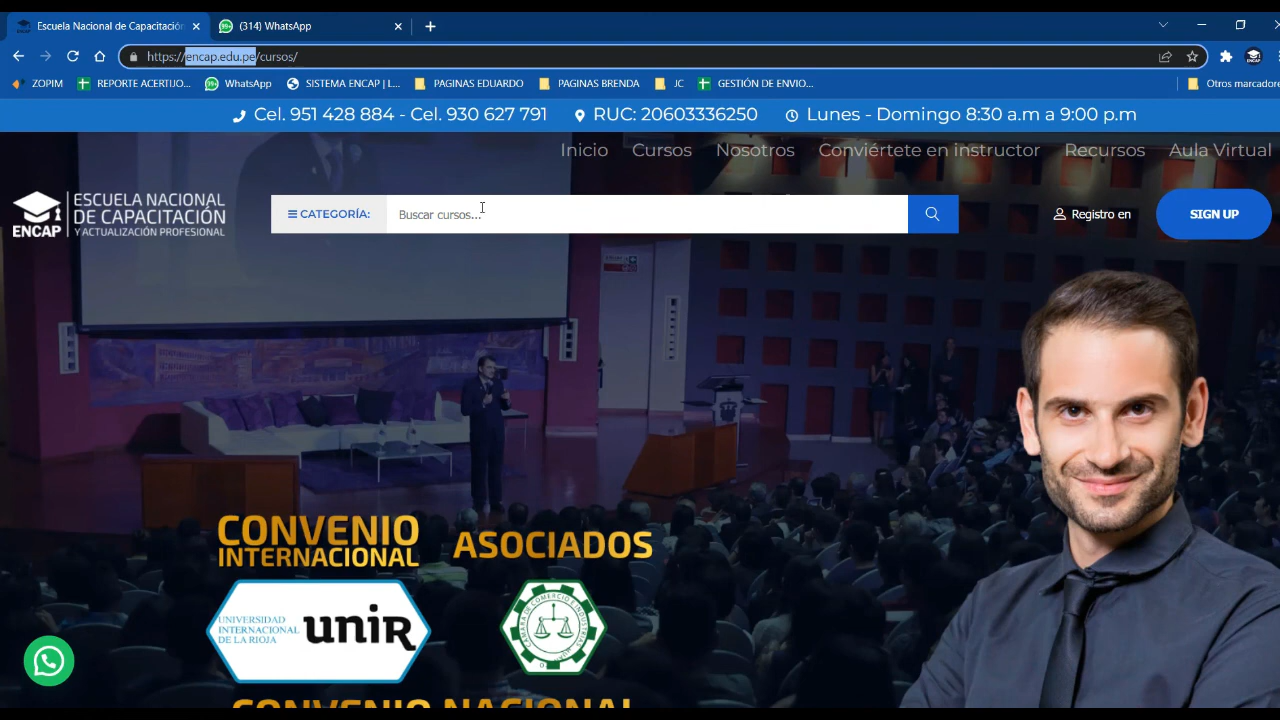 Escuela Nacional de Capacitación
(314) WhatsApp
https://encap.edu.pe/cursos/
ZOPIM
REPORTE ACERTIJO...
WhatsApp
SISTEMA ENCAP | L...
PAGINAS EDUARDO
PAGINAS BRENDA
JC
GESTIÓN DE ENVIO...
Otros marcadore
Cel. 951 428 884 - Cel. 930 627 791
RUC: 20603336250
Lunes - Domingo 8:30 a.m a 9:00 p.m
Inicio
Cursos
Nosotros
Conviértete en instructor
Recursos
Aula Virtual
ENCAP
ESCUELA NACIONAL
DE CAPACITACIÓN
Y ACTUALIZACIÓN PROFESIONAL
CATEGORÍA:
Buscar cursos...
Registro en
SIGN UP
CONVENIO
INTERNACIONAL
ASOCIADOS
UNIVERSIDAD
INTERNACIONAL
DE LA RIOJA
unir
CONVENIO NACIONAL